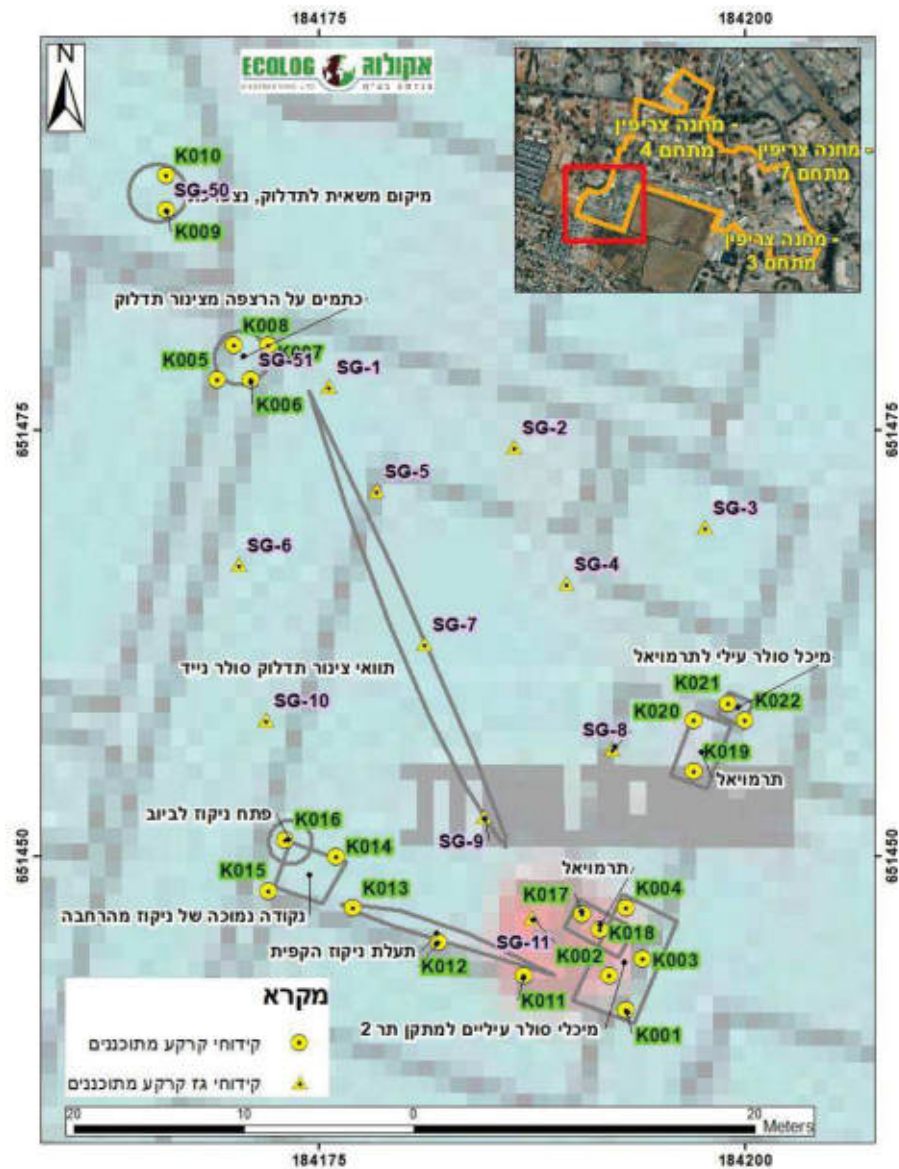 184175
184200
N
ECOLOG
אקולוג
ENGINEERING LTD
הנדסה בע"מ
מחנה צריפין -
מתחם 4
מחנה צריפין -
מתחם 7
מחנה צריפין -
מתחם 3
K010
SG-50
מיקום משאית לתדלוק,
K009
כתמים על הרצפה מצינור תדלוק
K008
K007
K005
SG-51
SG-1
K006
651475
651475
SG-2
SG-5
SG-3
SG-6
SG-4
SG-7
מיכל סולר עילי לתרמויאל
תוואי צינור תדלוק סולר נייד
K021
K022
SG-10
K020
SG-8
K019
תרמויאל
פתח ניקוז לביוב
K016
SG-9
651450
651450
K014
תרמויאל
K015
K017
K004
K013
נקודה נמוכה של ניקוז מהרחבה
K018
SG-11
K002
K003
תעלת ניקוז הקפית
K012
K011
מיכלי סולר עיליים למתקן תר 2
K001
מקרא
קידוחי קרקע מתוכננים
קידוחי גז קרקע מתוכננים
20
10
0
20
Meters
184175
184200